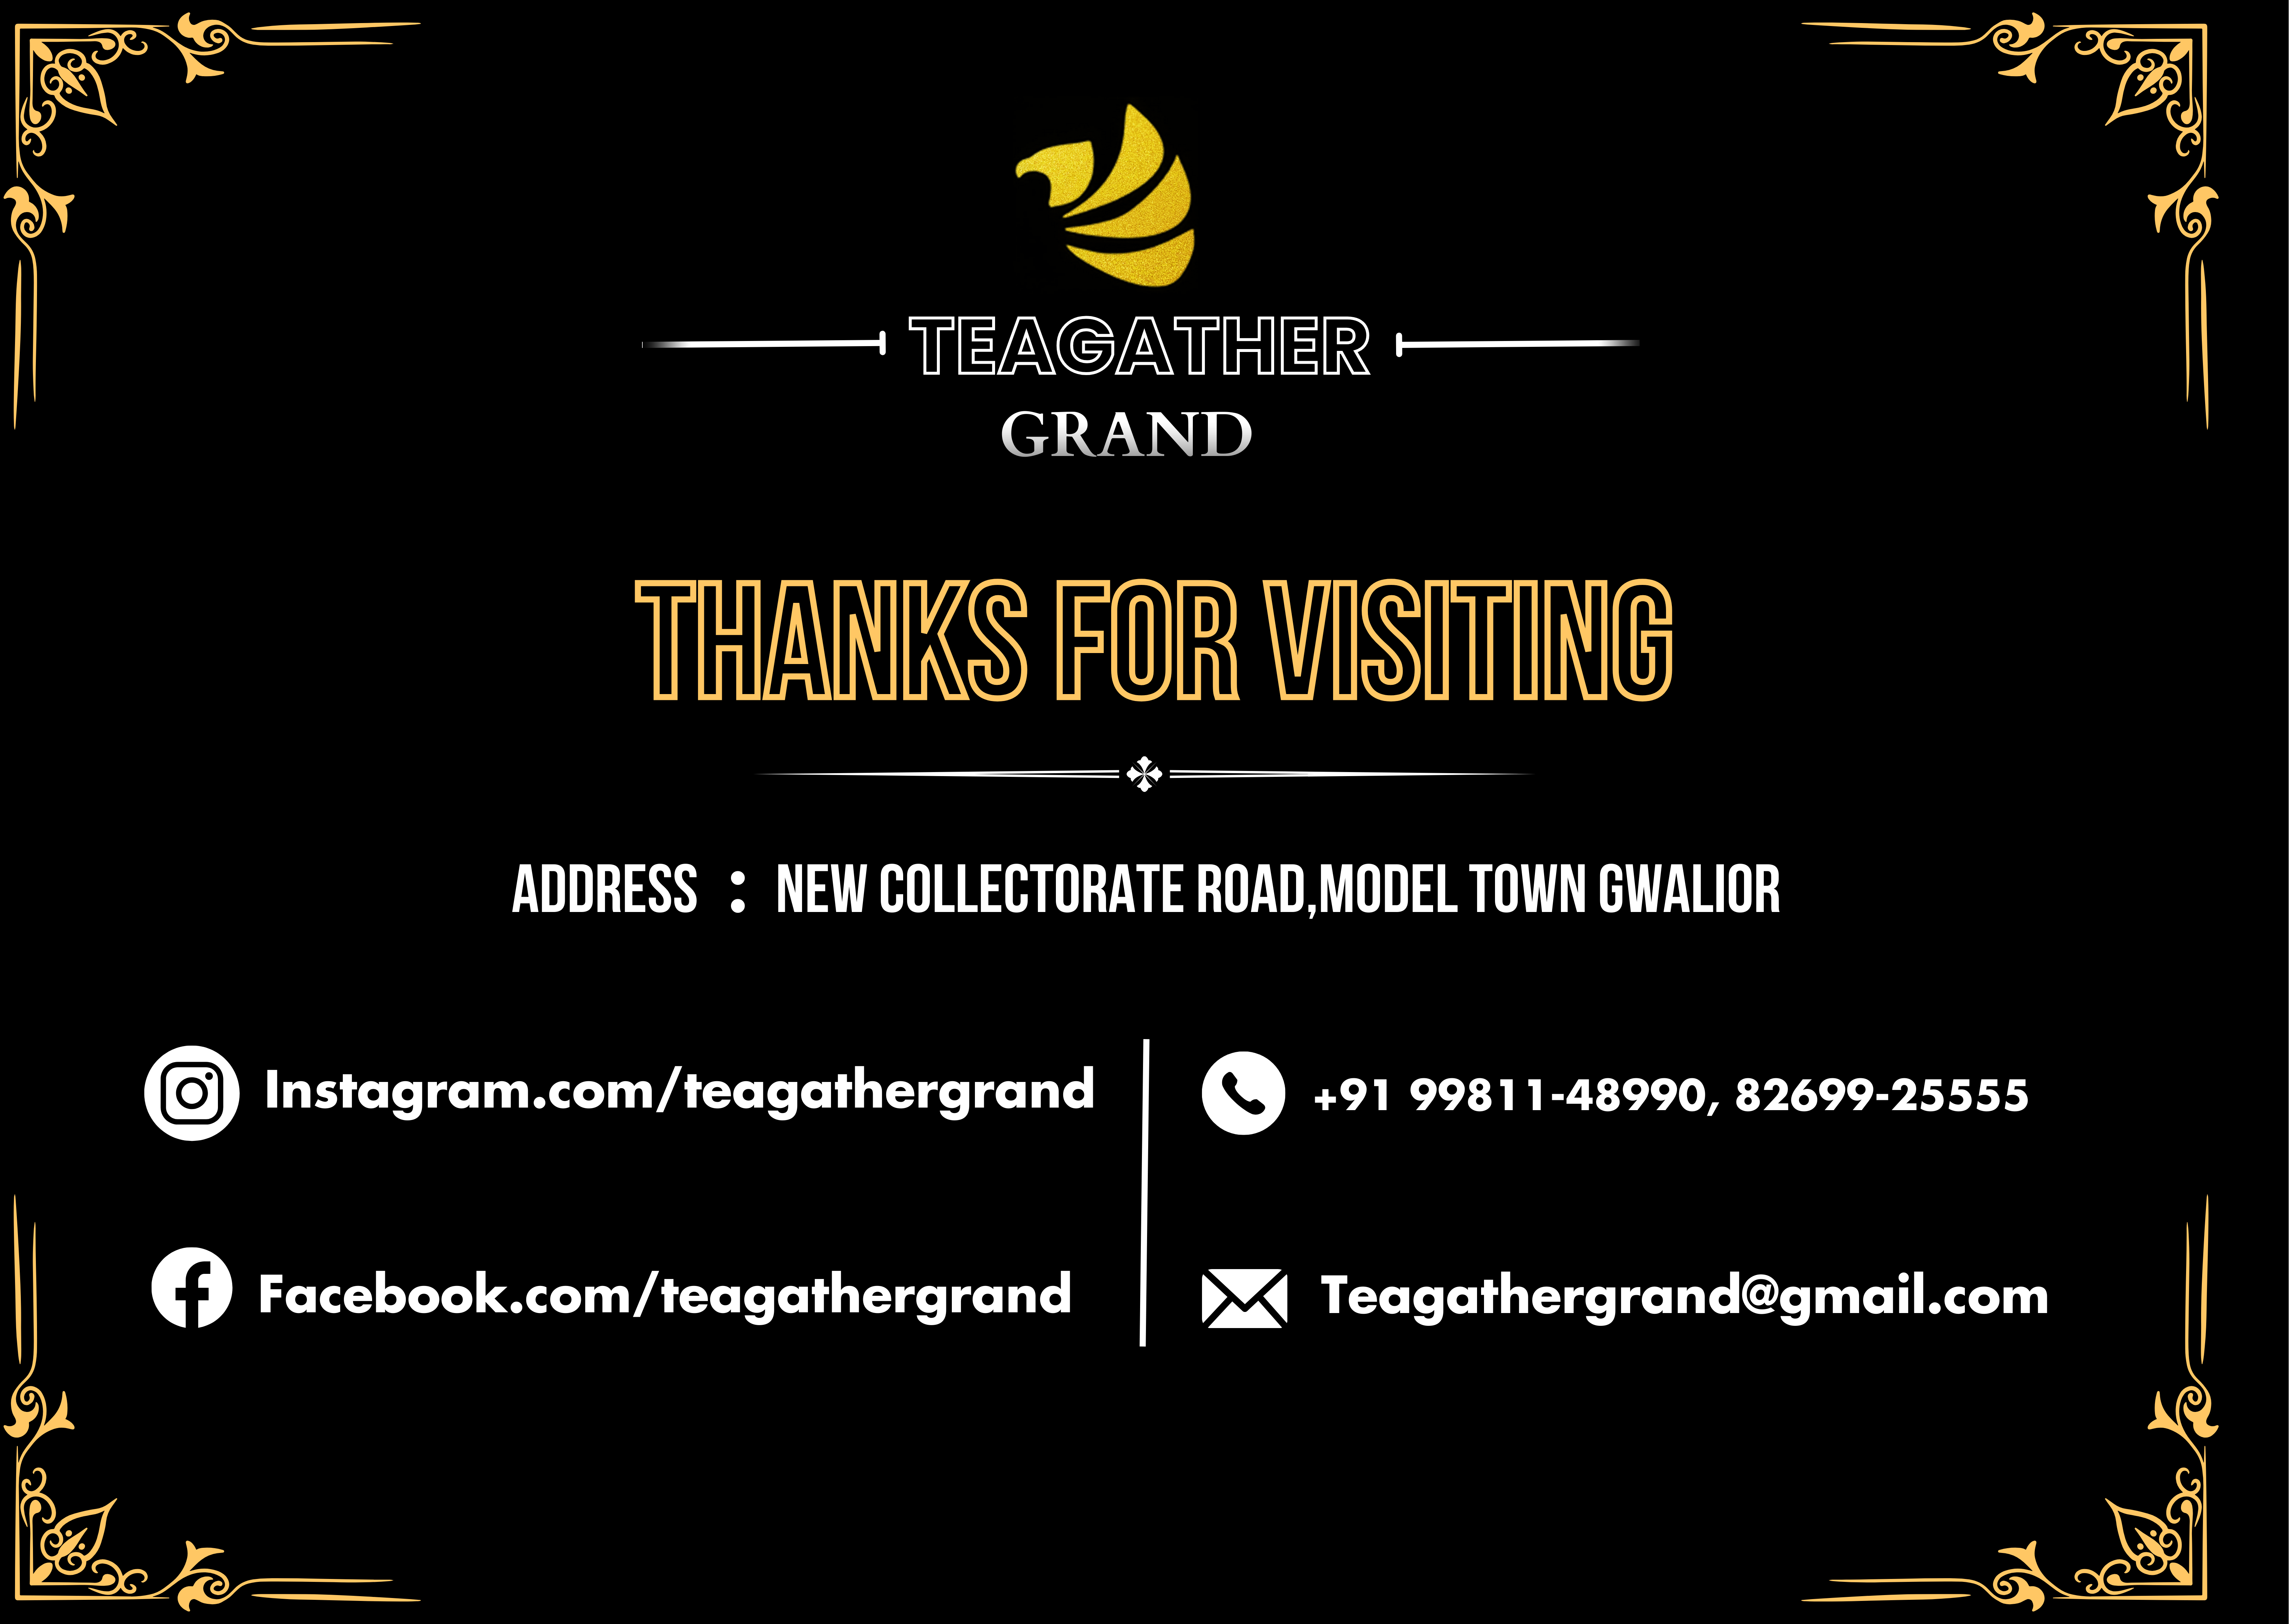 TEAGATHER
GRAND
THANKS FOR VISITING
ADDRESS : NEW COLLECTORATE ROAD,MODEL TOWN GWALIOR
Instagram.com/teagathergrand
+91 99811-48990, 82699-25555
Facebook.com/teagathergrand
Teagathergrand@gmail.com